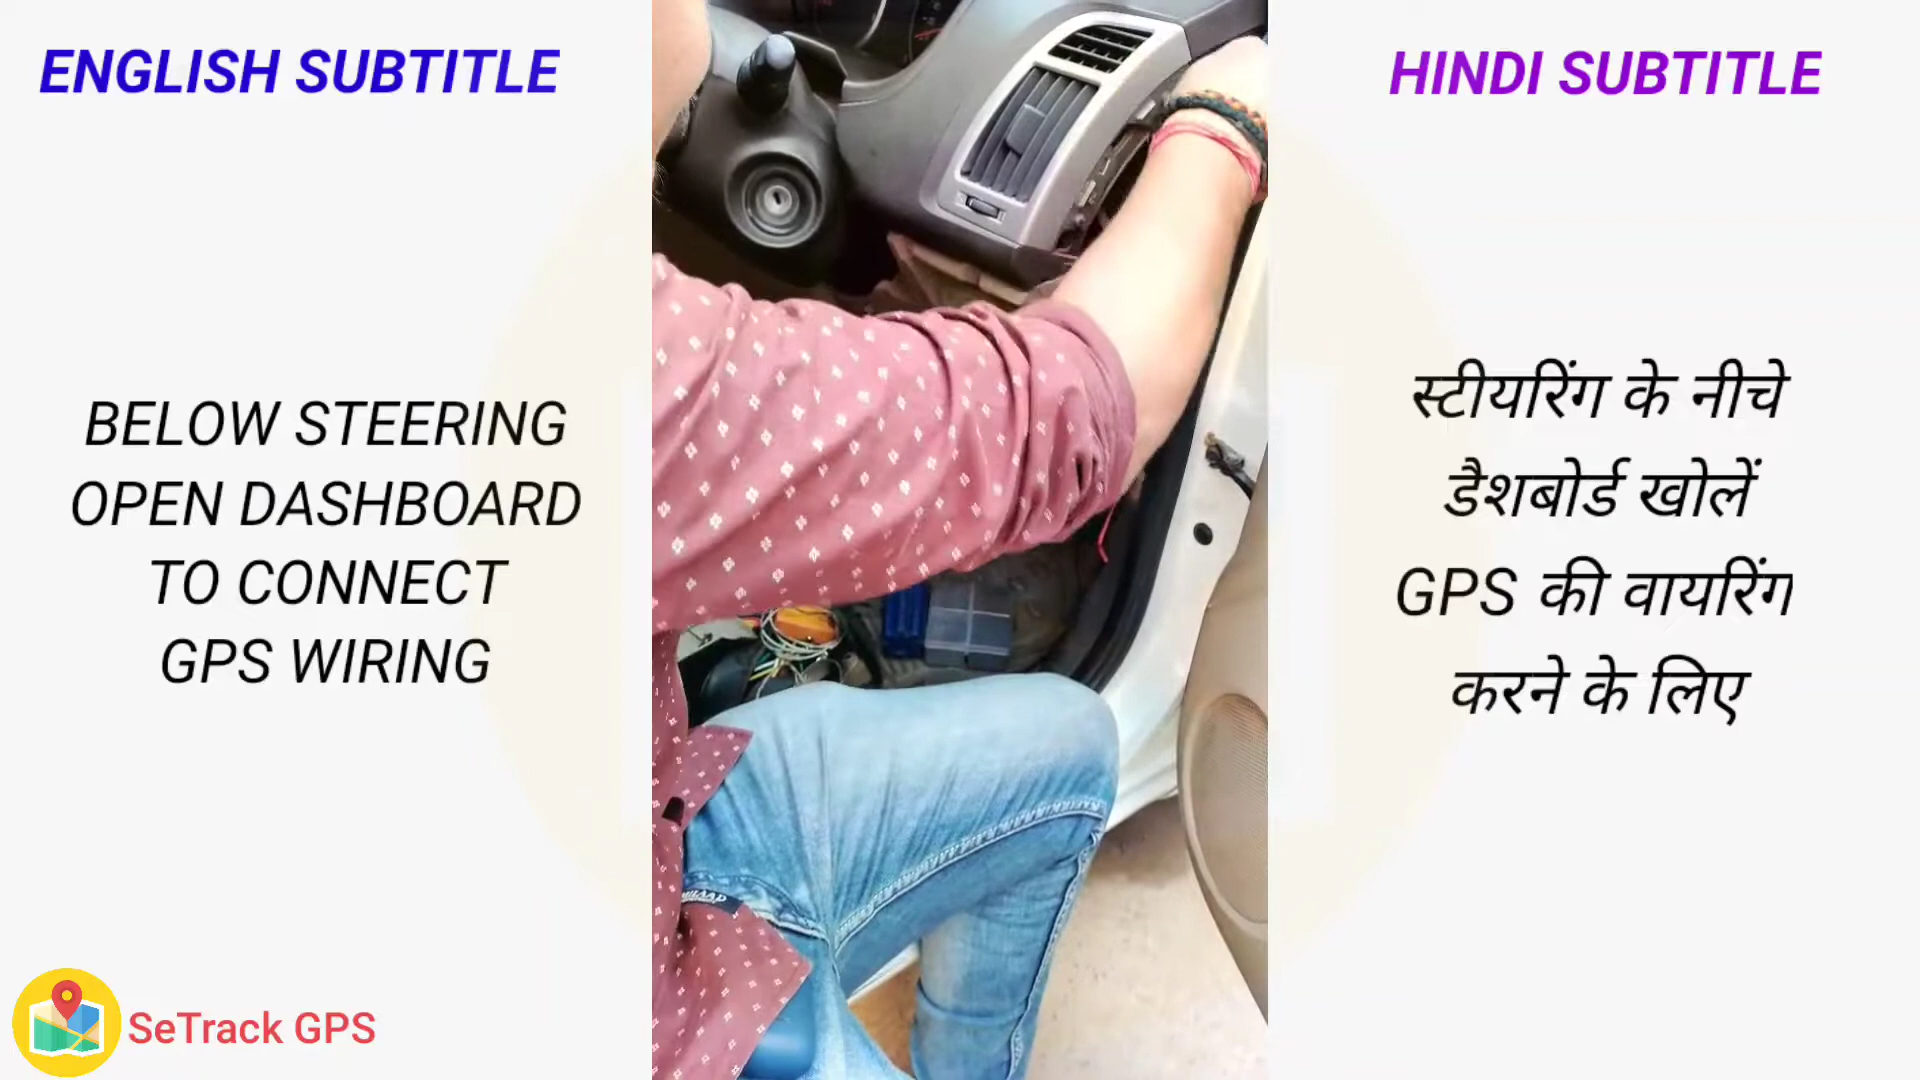 ENGLISH SUBTITLE
BELOW STEERING
OPEN DASHBOARD
TO CONNECT
GPS WIRING
HINDI SUBTITLE
स्टीयरिंग के नीचे
डैशबोर्ड खोलें
GPS की वायरिंग
करने के लिए
SeTrack GPS